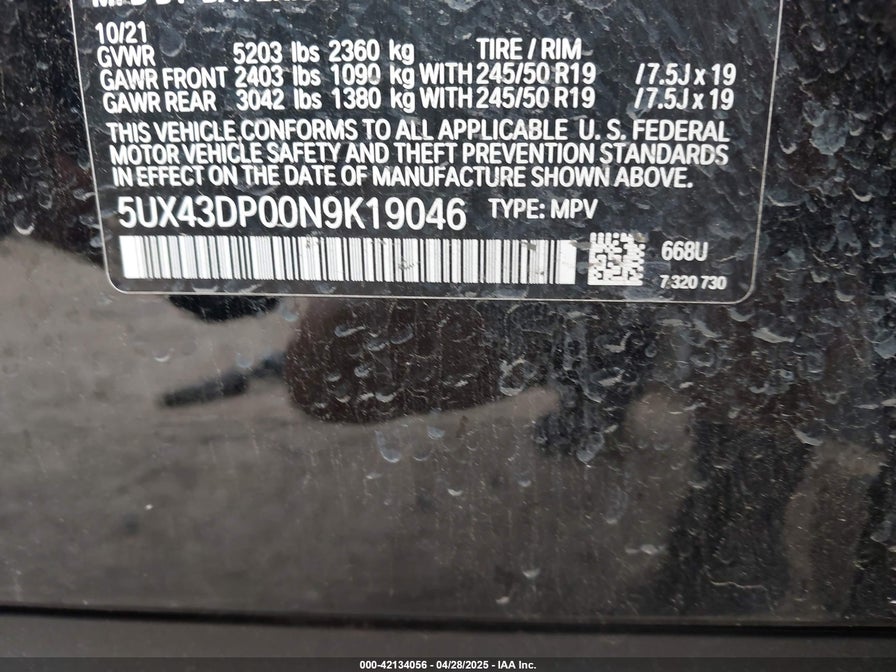 10/21
GVWR 5203 lbs 2360 kg TIRE / RIM
GAWR FRONT 2403 lbs 1090 kg WITH 245/50 R19 /7.5J x 19
GAWR REAR 3042 lbs 1380 kg WITH 245/50 R19 /7.5J x 19
THIS VEHICLE CONFORMS TO ALL APPLICABLE U. S. FEDERAL
MOTOR VEHICLE SAFETY AND THEFT PREVENTION STANDARDS
IN EFFECT ON THE DATE OF MANUFACTURE SHOWN ABOVE.
5UX43DP00N9K19046 TYPE: MPV
668U
7 320 730
000-42134056 - 04/28/2025 - IAA Inc.